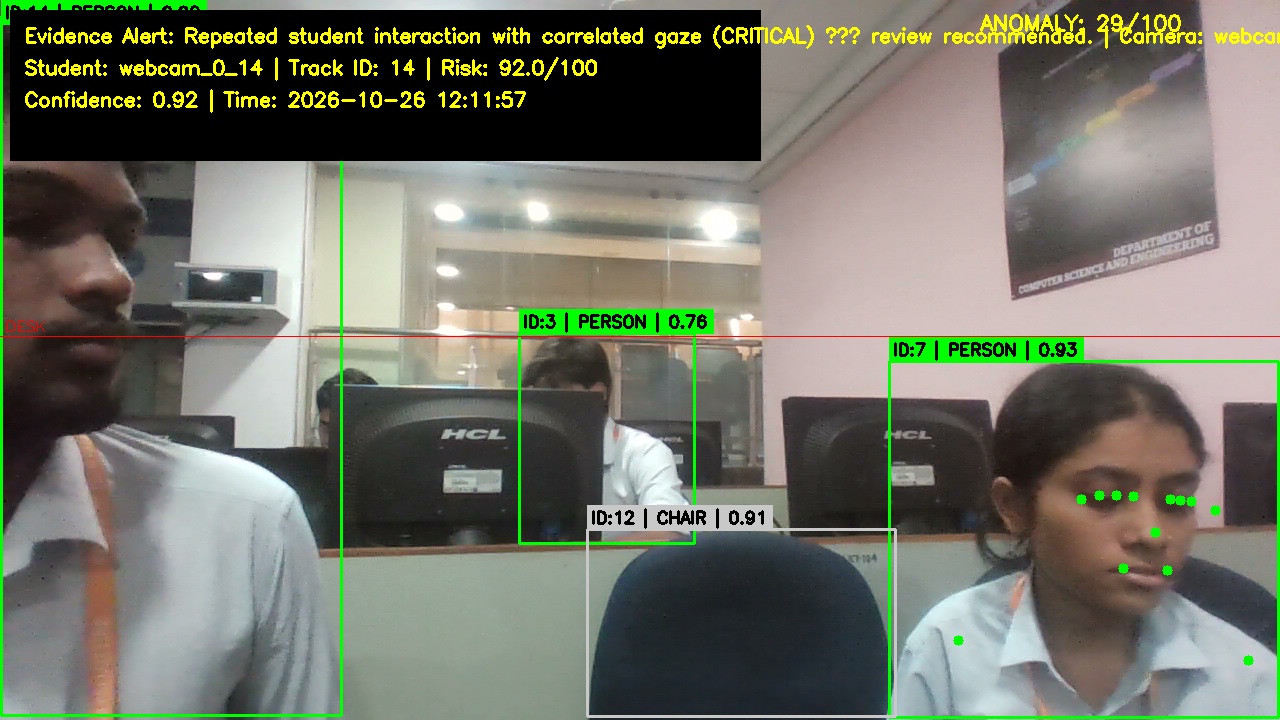 Evidence Alert: Repeated student interaction with correlated gaze (CRITICAL) ??? review recommended. | Camera: webca
ANOMALY: 29/100
Student: webcam_0_14 | Track ID: 14 | Risk: 92.0/100
Confidence: 0.92 | Time: 2026-10-26 12:11:57
DEPARTMENT OF
COMPUTER SCIENCE AND ENGINEERING
DESK
ID:3 | PERSON | 0.76
ID:7 | PERSON | 0.93
HCL
HCL
ID:12 | CHAIR | 0.91